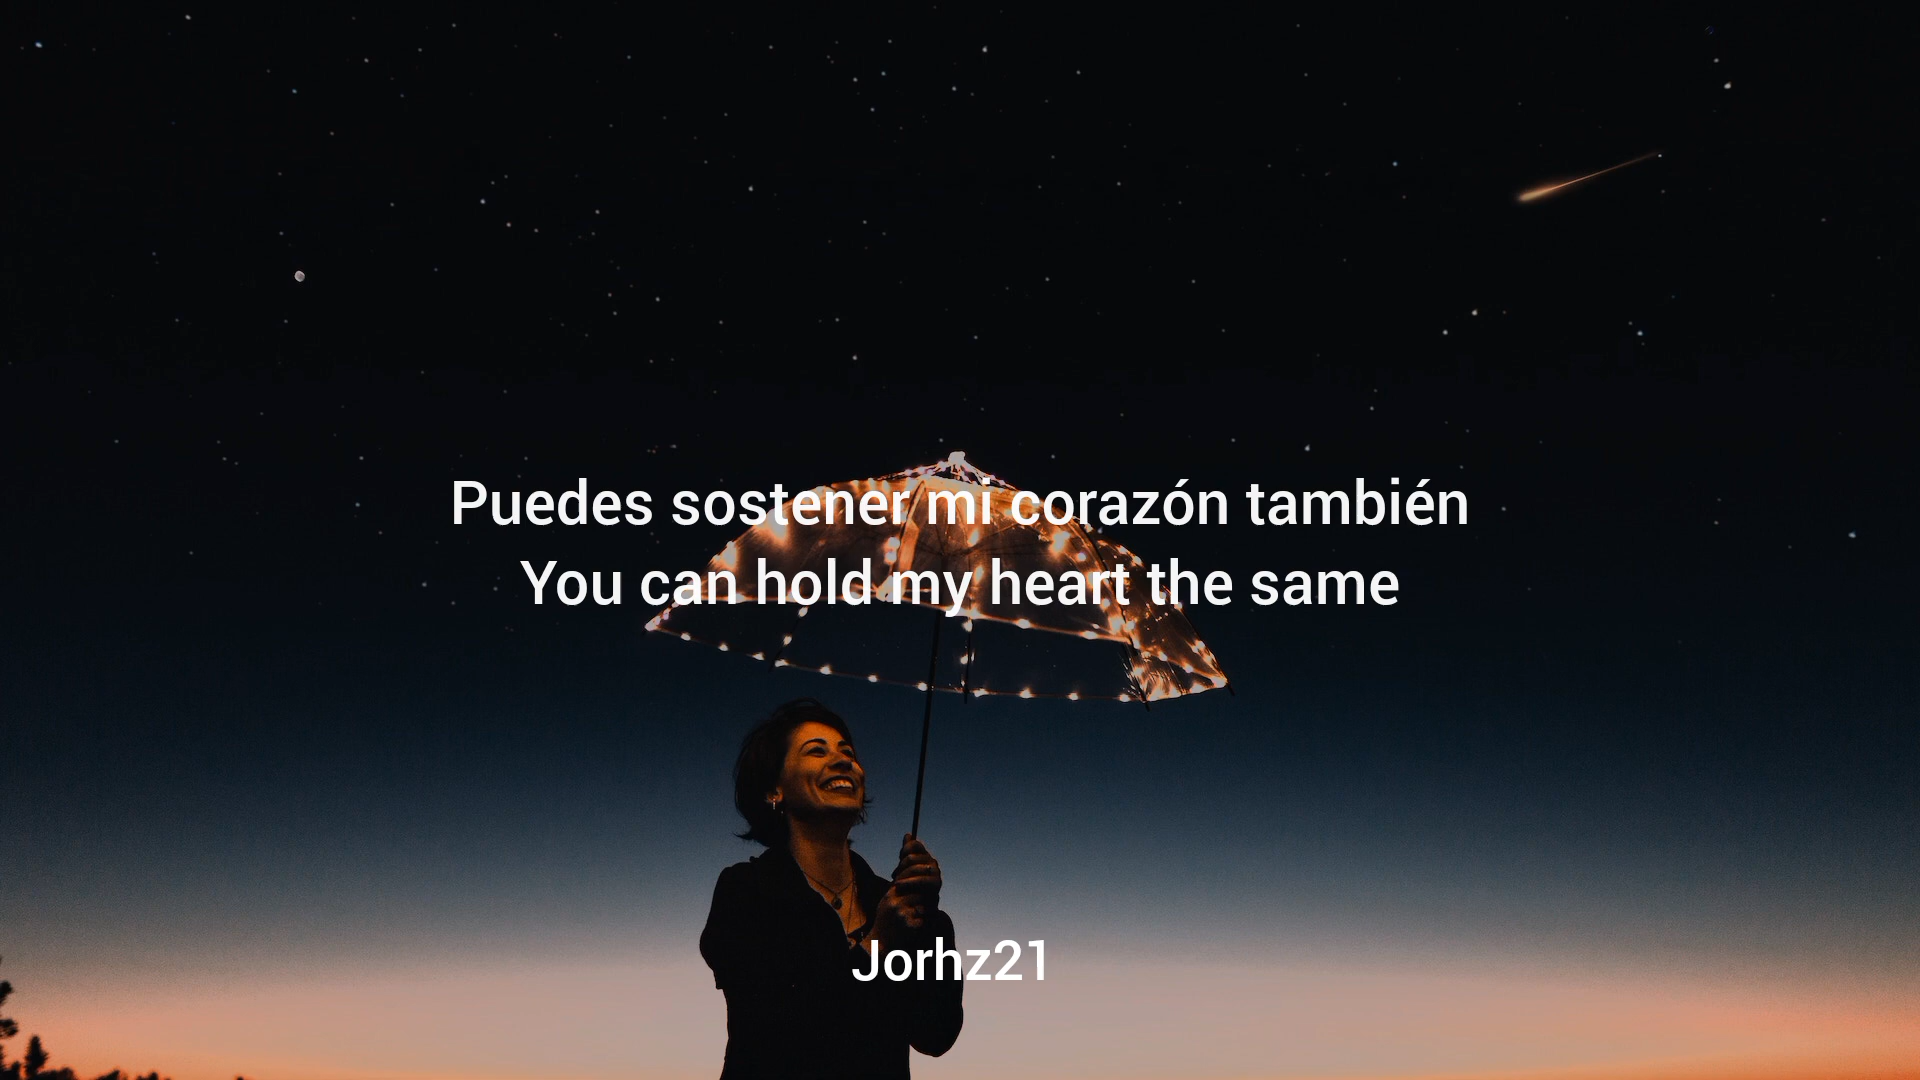 Puedes sostener mi corazón también
You can hold my heart the same
Jorhz21